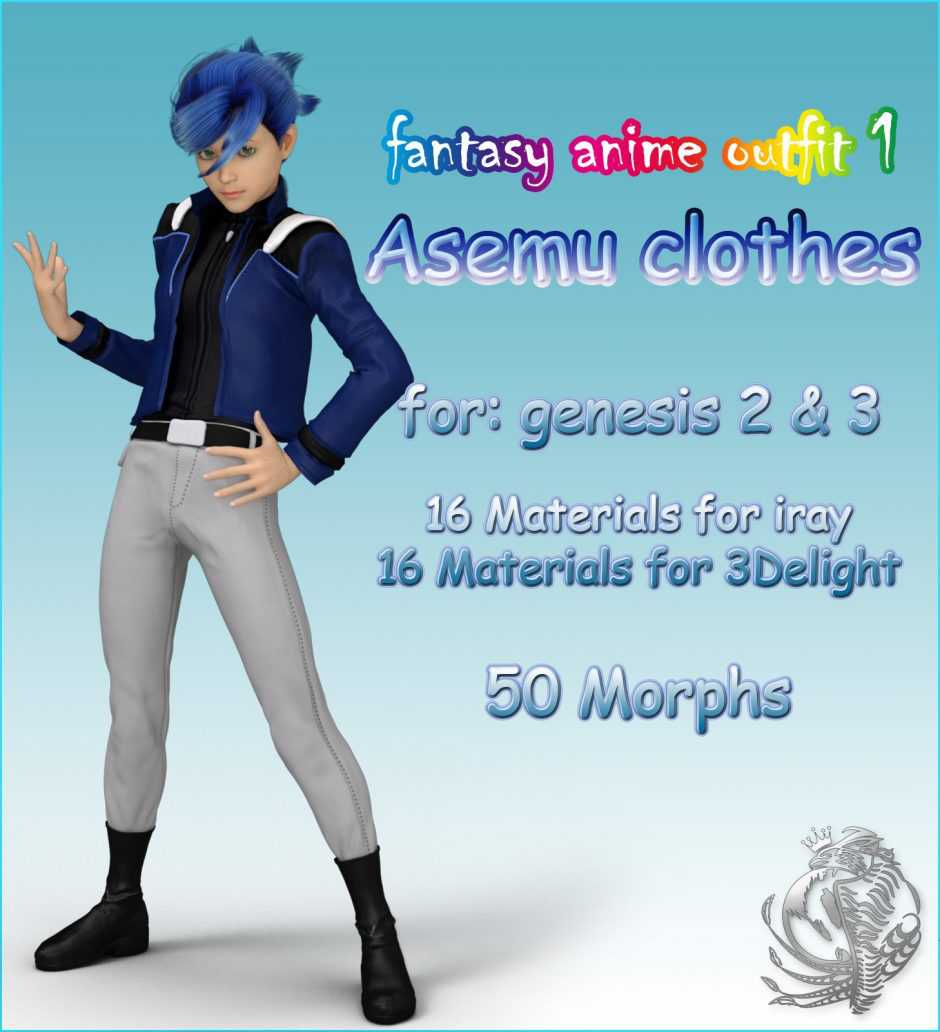 fantasy anime outfit 1
Asemu clothes
for: genesis 2 & 3
16 Materials for iray
16 Materials for 3Delight
50 Morphs